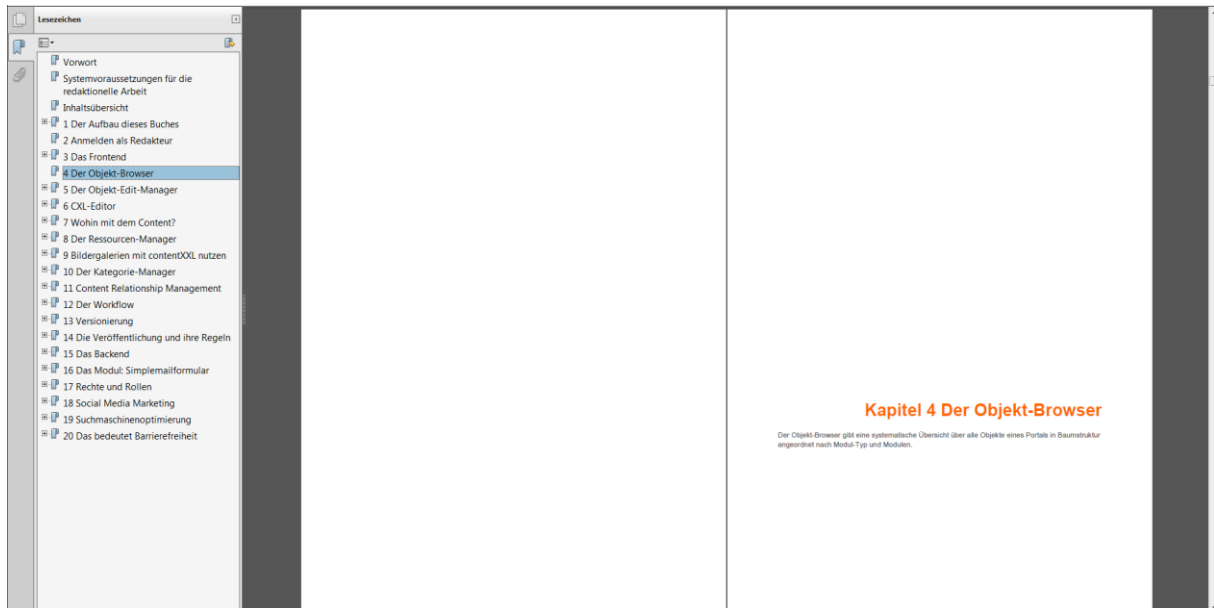 Lesezeichen
Vorwort
Systemvoraussetzungen für die
redaktionelle Arbeit
Inhaltsübersicht
1 Der Aufbau dieses Buches
2 Anmelden als Redakteur
3 Das Frontend
4 Der Objekt-Browser
5 Der Objekt-Edit-Manager
6 CXL-Editor
7 Wohin mit dem Content?
8 Der Ressourcen-Manager
9 Bildergalerien mit contentXXL nutzen
10 Der Kategorie-Manager
11 Content Relationship Management
12 Der Workflow
13 Versionierung
14 Die Veröffentlichung und ihre Regeln
15 Das Backend
16 Das Modul: Simplemailformular
17 Rechte und Rollen
18 Social Media Marketing
19 Suchmaschinenoptimierung
20 Das bedeutet Barrierefreiheit
Kapitel 4 Der Objekt-Browser
Der Objekt-Browser gibt eine systematische Übersicht über alle Objekte eines Portals in Baumstruktur
angeordnet nach Modul-Typ und Modulen.